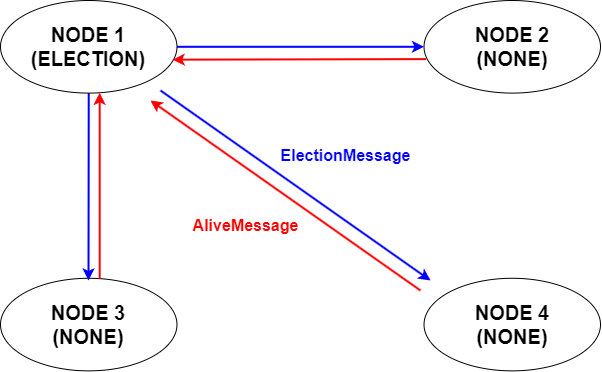 NODE 1
(ELECTION)
NODE 2
(NONE)
ElectionMessage
AliveMessage
NODE 3
(NONE)
NODE 4
(NONE)